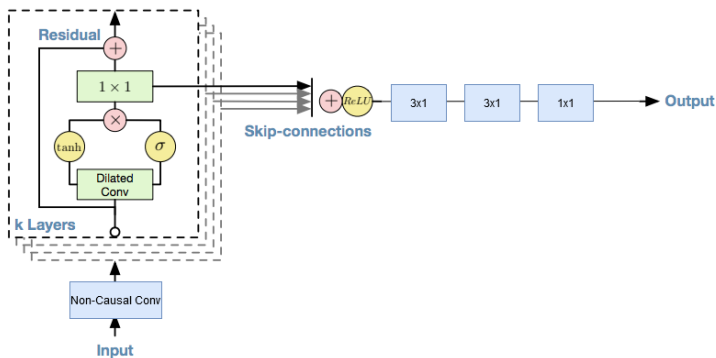 Residual
+
1 × 1
×
tanh
σ
Dilated
Conv
k Layers
Non-Causal Conv
Input
Skip-connections
+
ReLU
3x1
3x1
1x1
Output